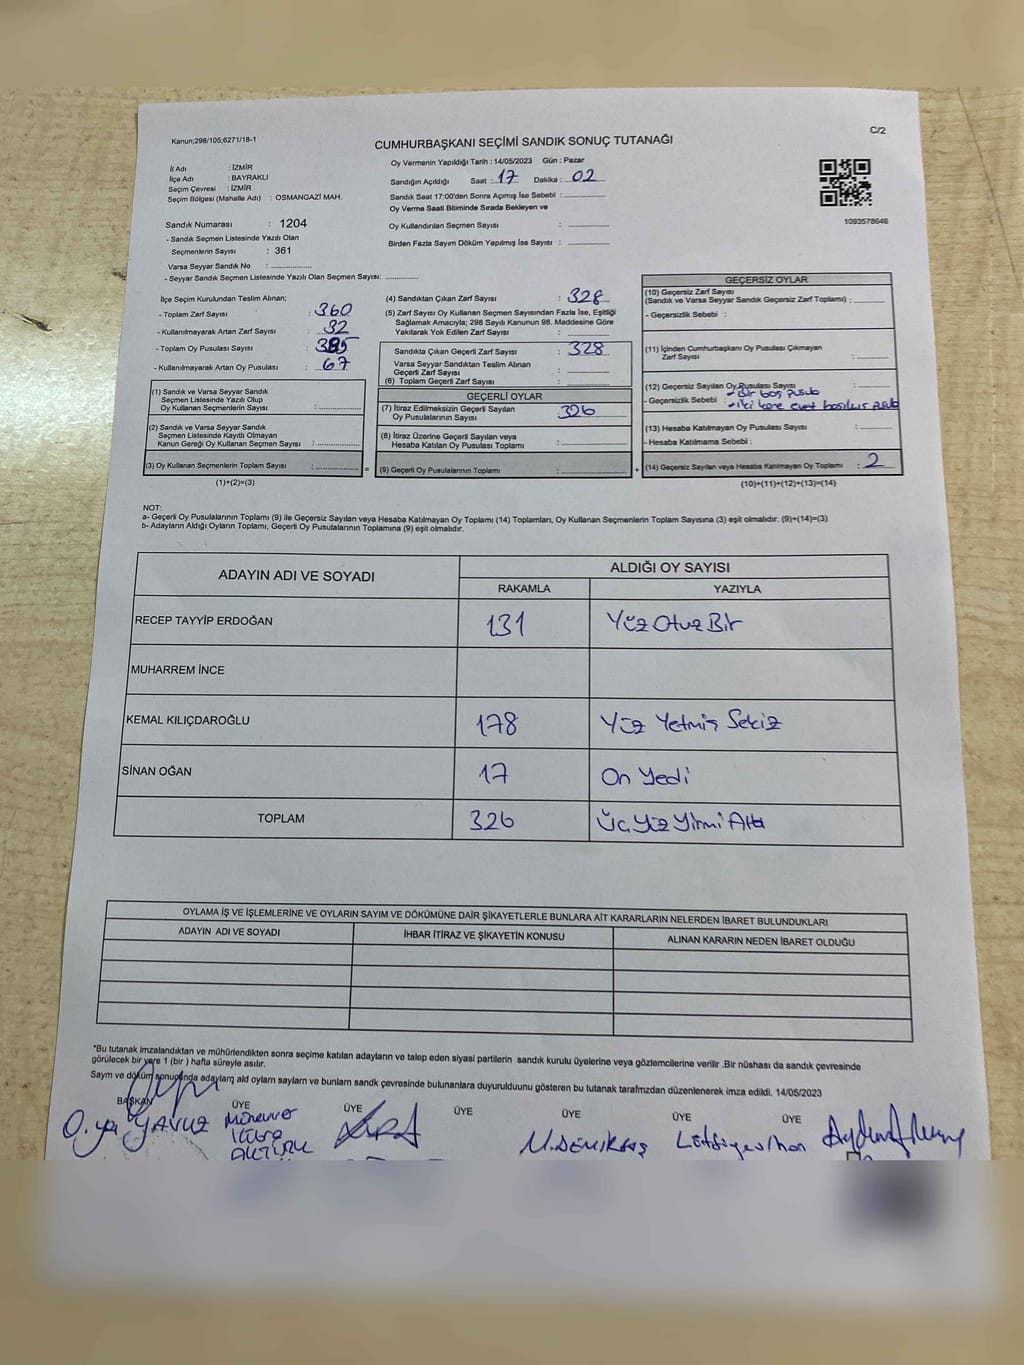 Kanun;298/105;6271/18-1
C/2
CUMHURBAŞKANI SEÇİMİ SANDIK SONUÇ TUTANAĞI
İl Adı : İZMİR
İlçe Adı : BAYRAKLI
Seçim Çevresi : İZMİR
Seçim Bölgesi (Mahalle Adı) : OSMANGAZİ MAH.
Sandık Numarası : 1204
- Sandık Seçmen Listesinde Yazılı Olan
Seçmenlerin Sayısı : 361
Varsa Seyyar Sandık No : ..............
- Seyyar Sandık Seçmen Listesinde Yazılı Olan Seçmen Sayısı: ............
Oy Vermenin Yapıldığı Tarih : 14/05/2023 Gün : Pazar
Sandığın Açıldığı Saat : 17 Dakika : 02
Sandık Saat 17:00'den Sonra Açımış İse Sebebi : ..............
Oy Verme Saati Bitiminde Sırada Bekleyen ve
Oy Kullandırılan Seçmen Sayısı : ..............
Birden Fazla Sayım Döküm Yapılmış İse Sayısı : ..............
1093578646
İlçe Seçim Kurulundan Teslim Alınan;
- Toplam Zarf Sayısı : 360
- Kullanılmayarak Artan Zarf Sayısı : 32
- Toplam Oy Pusulası Sayısı :
- Kullanılmayarak Artan Oy Pusulası : 67
(1) Sandık ve Varsa Seyyar Sandık
Seçmen Listesinde Yazılı Olup
Oy Kullanan Seçmenlerin Sayısı : ..............
(2) Sandık ve Varsa Seyyar Sandık
Seçmen Listesinde Kayıtlı Olmayan
Kanun Gereği Oy Kullanan Seçmen Sayısı : ..............
(3) Oy Kullanan Seçmenlerin Toplam Sayısı : ..............
(1)+(2)=(3)
(4) Sandıktan Çıkan Zarf Sayısı : 328
(5) Zarf Sayısı Oy Kullanan Seçmen Sayısından Fazla İse, Eşitliği
Sağlamak Amacıyla; 298 Sayılı Kanunun 98. Maddesine Göre
Yakılarak Yok Edilen Zarf Sayısı : ..............
Sandıkta Çıkan Geçerli Zarf Sayısı : 328
Varsa Seyyar Sandıktan Teslim Alınan
Geçerli Zarf Sayısı : ..............
(6) Toplam Geçerli Zarf Sayısı : ..............
GEÇERLİ OYLAR
(7) İtiraz Edilmeksizin Geçerli Sayılan
Oy Pusulalarının Sayısı : 326
(8) İtiraz Üzerine Geçerli Sayılan veya
Hesaba Katılan Oy Pusulası Toplamı : ..............
= (9) Geçerli Oy Pusulalarının Toplamı : .............. +
GEÇERSİZ OYLAR
(10) Geçersiz Zarf Sayısı
(Sandık ve Varsa Seyyar Sandık Geçersiz Zarf Toplamı) : ........
- Geçersizlik Sebebi :
(11) İçinden Cumhurbaşkanı Oy Pusulası Çıkmayan
Zarf Sayısı : ..........
(12) Geçersiz Sayılan Oy Pusulası Sayısı : ..........
- Geçersizlik Sebebi : - Bir boş pusula
- iki kere evet
(13) Hesaba Katılmayan Oy Pusulası Sayısı : ..........
- Hesaba Katılmama Sebebi :
(14) Geçersiz Sayılan veya Hesaba Katılmayan Oy Toplamı : 2
(10)+(11)+(12)+(13)=(14)
NOT:
a- Geçerli Oy Pusulalarının Toplamı (9) ile Geçersiz Sayılan veya Hesaba Katılmayan Oy Toplamı (14) Toplamları, Oy Kullanan Seçmenlerin Toplam Sayısına (3) eşit olmalıdır. (9)+(14)=(3)
b- Adayların Aldığı Oyların Toplamı, Geçerli Oy Pusulalarının Toplamına (9) eşit olmalıdır.
ADAYIN ADI VE SOYADI
ALDIĞI OY SAYISI
RAKAMLA YAZIYLA
RECEP TAYYİP ERDOĞAN 131 Yüz Otuz Bir
MUHARREM İNCE
KEMAL KILIÇDAROĞLU 178 Yüz Yetmiş Sekiz
SİNAN OĞAN 17 On Yedi
TOPLAM 326 Üç Yüz Yirmi Altı
OYLAMA İŞ VE İŞLEMLERİNE VE OYLARIN SAYIM VE DÖKÜMÜNE DAİR ŞİKAYETLERLE BUNLARA AİT KARARLARIN NELERDEN İBARET BULUNDUKLARI
ADAYIN ADI VE SOYADI İHBAR İTİRAZ VE ŞİKAYETİN KONUSU ALINAN KARARIN NEDEN İBARET OLDUĞU
*Bu tutanak imzalandıktan ve mühürlendikten sonra seçime katılan adayların ve talep eden siyasi partilerin sandık kurulu üyelerine veya gözlemcilerine verilir .Bir nüshası da sandık çevresinde
görülecek bir yere 1 (bir ) hafta süreyle asılır.
Sayım ve döküm sonuçunda adayların ald oyların sayıları ve bunların sandık çevresinde bulunanlara duyurulduunu gösteren bu tutanak tarafmzdan düzenlenerek imza edildi. 14/05/2023
BAŞKAN ÜYE ÜYE ÜYE ÜYE ÜYE ÜYE
YAVUZ Münevver Kübra AKTÜRK